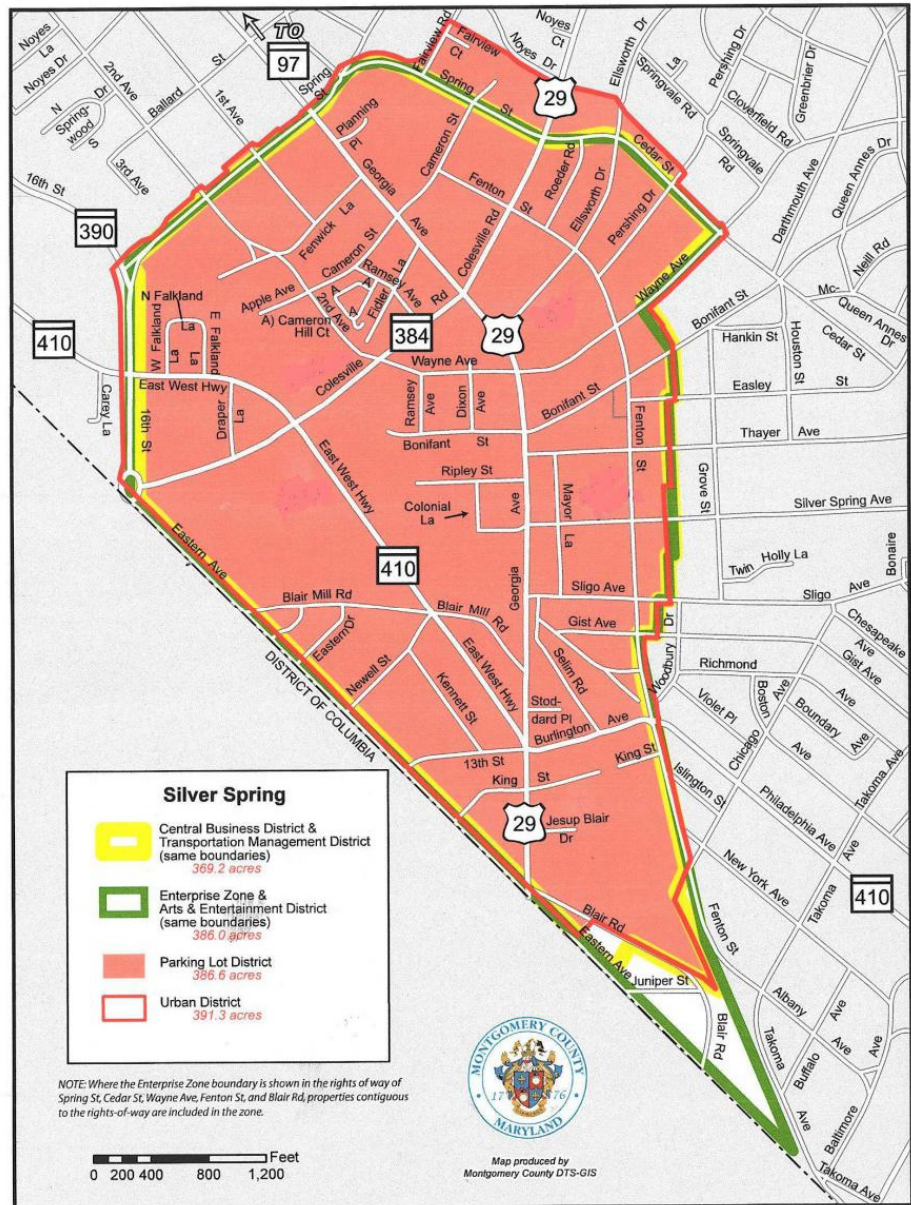 TO
97
Noyes La
Noyes Dr
2nd Ave
Ballard St
1st Ave
N Springwood Dr
S
3rd Ave
16th St
390
410
Spring St
Fairview Rd
Fairview Ct
Noyes Dr
Noyes Ct
Ellsworth Dr
Springvale Rd
La
Pershing Dr
Greenbrier Dr
Cloverfield Rd
Springvale Rd
Dartmouth Ave
Queen Annes Dr
Neill Rd
Mc-
Queen Annes Dr
29
Planning Pl
Georgia Ave
Cameron St
Spring St
Fenton St
Roeder Rd
Ellsworth Dr
Cedar St
Pershing Dr
Colesville Rd
Fenwick La
Cameron St
Ramsey Ave
Fidler La
Apple Ave
2nd Ave
A
A
A
A) Cameron Hill Ct
384
29
Wayne Ave
Bonifant St
Hankin St
Houston St
Cedar St
Easley St
Thayer Ave
N Falkland La
W Falkland La
E Falkland La
East West Hwy
Carey La
16th St
Draper La
Colesville Rd
Wayne Ave
Ramsey Ave
Dixon Ave
Bonifant St
Bonifant St
Fenton St
Ripley St
Colonial La
Mayor La
Grove St
Silver Spring Ave
East West Hwy
410
Georgia Ave
Twin Holly La
Bonaire
Sligo Ave
Sligo Ave
Eastern Ave
Blair Mill Rd
Blair Mill Rd
Eastern Dr
Newell St
Kennett St
East West Hwy
Gist Ave
Selim Rd
Stod-
dard Pl
Burlington Ave
13th St
King St
King St
Woodbury Dr
Richmond Ave
Chesapeake Ave
Gist Ave
Boston Ave
Boundary Ave
Violet Pl
Chicago Ave
Takoma Ave
Islington St
Philadelphia Ave
New York Ave
Takoma Ave
410
DISTRICT OF COLUMBIA
29
Jesup Blair Dr
Blair Rd
Eastern Ave
Juniper St
Fenton St
Blair Rd
Albany Ave
Takoma Ave
Buffalo Ave
Baltimore Ave
Takoma Ave
Silver Spring
Central Business District &
Transportation Management District
(same boundaries)
369.2 acres
Enterprise Zone &
Arts & Entertainment District
(same boundaries)
386.0 acres
Parking Lot District
386.6 acres
Urban District
391.3 acres
NOTE: Where the Enterprise Zone boundary is shown in the rights of way of
Spring St, Cedar St, Wayne Ave, Fenton St, and Blair Rd, properties contiguous
to the rights-of-way are included in the zone.
0 200 400 800 1,200 Feet
MONTGOMERY COUNTY
17 76
MARYLAND
Map produced by
Montgomery County DTS-GIS